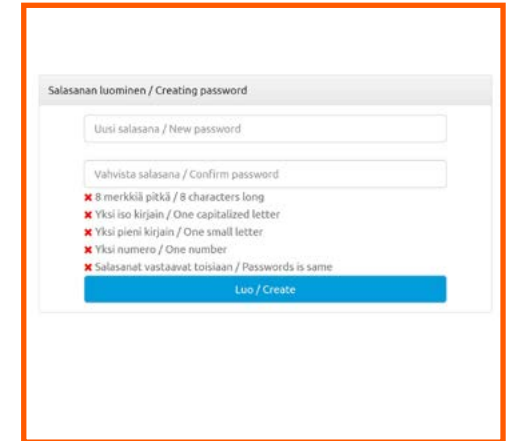 Salasanan luominen / Creating password
Uusi salasana / New password
Vahvista salasana / Confirm password
8 merkkiä pitkä / 8 characters long
Yksi iso kirjain / One capitalized letter
Yksi pieni kirjain / One small letter
Yksi numero / One number
Salasanat vastaavat toisiaan / Passwords is same
Luo / Create